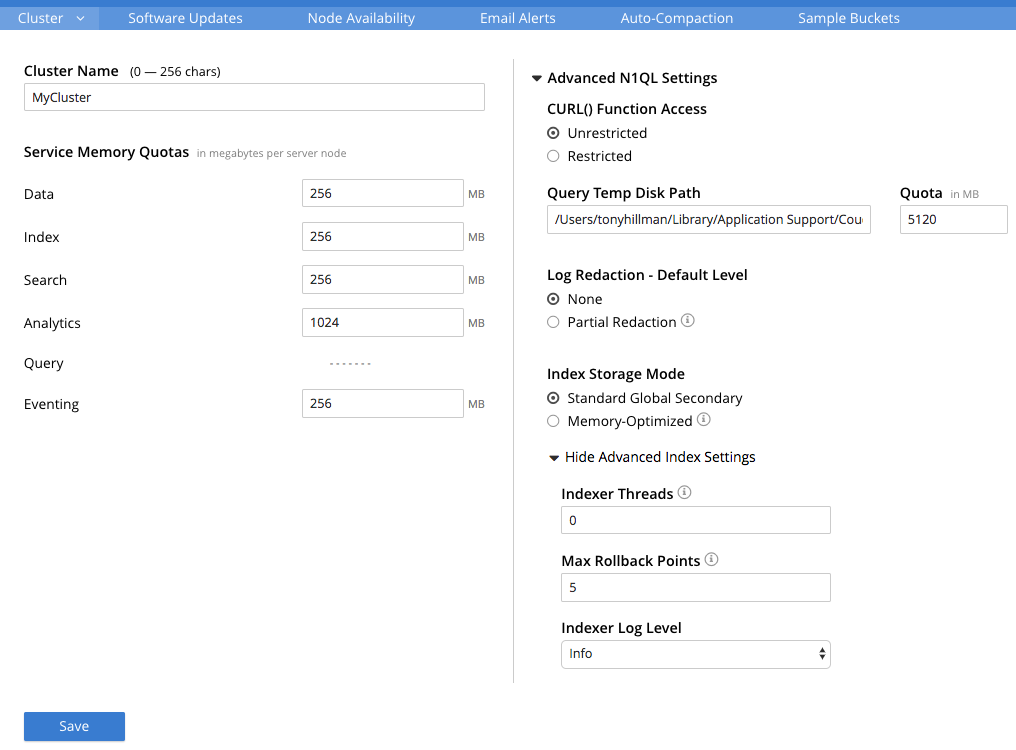 Cluster Software Updates Node Availability Email Alerts Auto-Compaction Sample Buckets
Cluster Name (0 — 256 chars)
MyCluster
Service Memory Quotas in megabytes per server node
Data 256 MB
Index 256 MB
Search 256 MB
Analytics 1024 MB
Query -------
Eventing 256 MB
Save
Advanced N1QL Settings
CURL() Function Access
Unrestricted
Restricted
Query Temp Disk Path Quota in MB
/Users/tonyhillman/Library/Application Support/Cou 5120
Log Redaction - Default Level
None
Partial Redaction
Index Storage Mode
Standard Global Secondary
Memory-Optimized
Hide Advanced Index Settings
Indexer Threads
0
Max Rollback Points
5
Indexer Log Level
Info